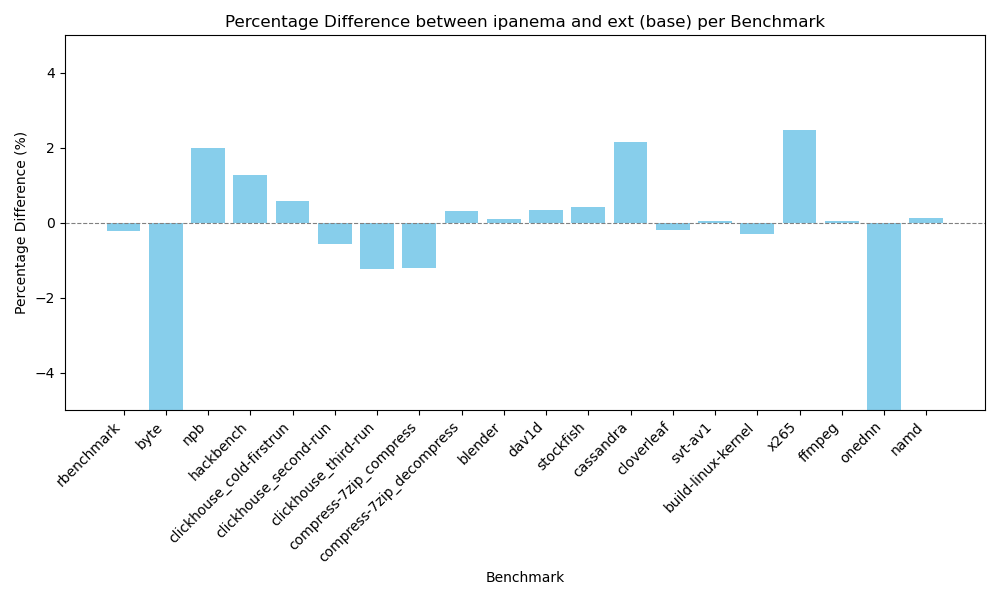 Percentage Difference between ipanema and ext (base) per Benchmark
Percentage Difference (%)
4
2
0
−2
−4
rbenchmark
byte
npb
hackbench
clickhouse_cold-firstrun
clickhouse_second-run
clickhouse_third-run
compress-7zip_compress
compress-7zip_decompress
blender
dav1d
stockfish
cassandra
cloverleaf
svt-av1
build-linux-kernel
x265
ffmpeg
onednn
namd
Benchmark